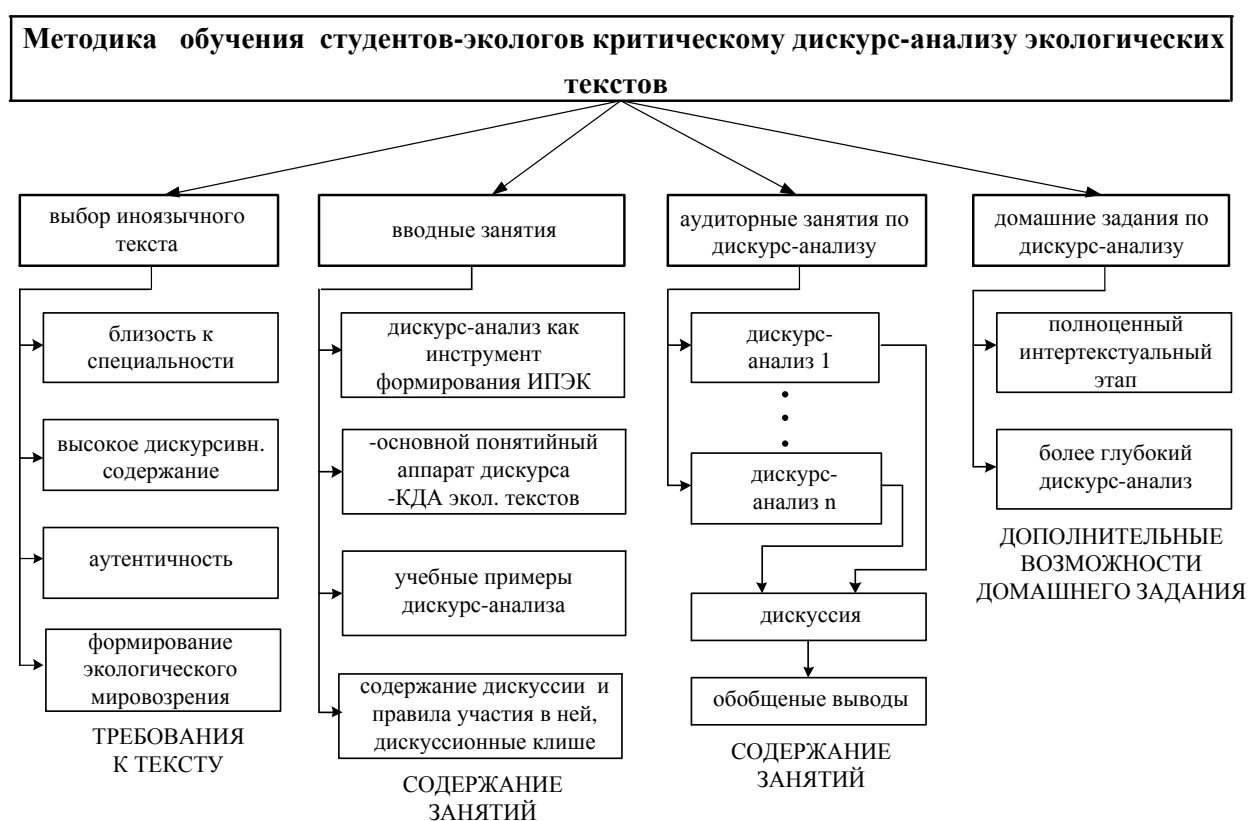 Методика обучения студентов-экологов критическому дискурс-анализу экологических
текстов
выбор иноязычного
текста
близость к
специальности
высокое дискурсивн.
содержание
аутентичность
формирование
экологического
мировозрения
ТРЕБОВАНИЯ
К ТЕКСТУ
вводные занятия
дискурс-анализ как
инструмент
формирования ИПЭК
-основной понятийный
аппарат дискурса
-КДА экол. текстов
учебные примеры
дискурс-анализа
содержание дискуссии и
правила участия в ней,
дискуссионные клише
СОДЕРЖАНИЕ
ЗАНЯТИЙ
аудиторные занятия по
дискурс-анализу
дискурс-
анализ 1
дискурс-
анализ n
дискуссия
обобщеные выводы
СОДЕРЖАНИЕ
ЗАНЯТИЙ
домашние задания по
дискурс-анализу
полноценный
интертекстуальный
этап
более глубокий
дискурс-анализ
ДОПОЛНИТЕЛЬНЫЕ
ВОЗМОЖНОСТИ
ДОМАШНЕГО ЗАДАНИЯ